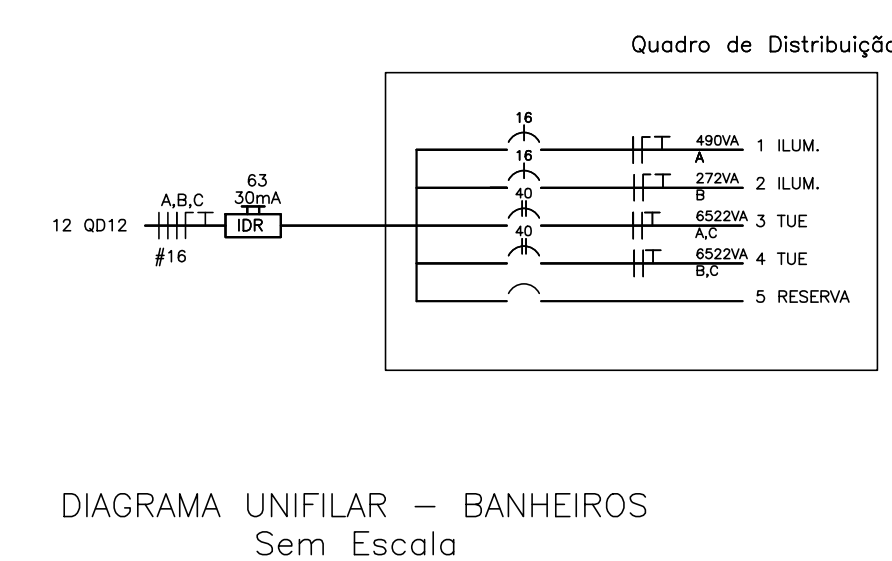 Quadro de Distribuição
16
490VA 1 ILUM.
A
16
272VA 2 ILUM.
B
40
6522VA 3 TUE
A,C
40
6522VA 4 TUE
B,C
5 RESERVA
63
30mA
A,B,C
12 QD12
IDR
#16
DIAGRAMA UNIFILAR – BANHEIROS
Sem Escala